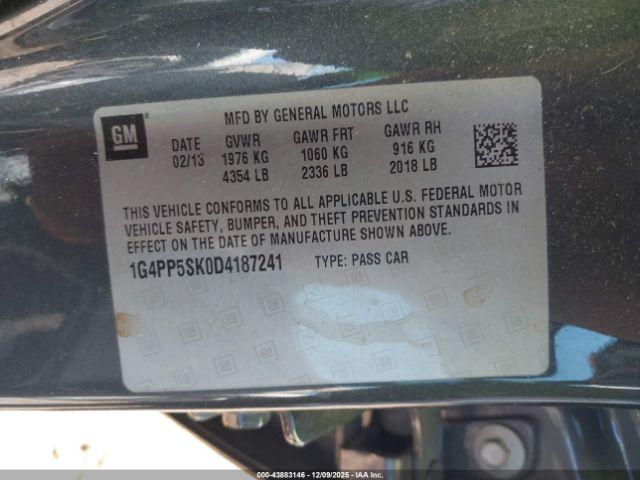 MFD BY GENERAL MOTORS LLC
GM
DATE GVWR GAWR FRT GAWR RH
02/13 1976 KG 1060 KG 916 KG
4354 LB 2336 LB 2018 LB
THIS VEHICLE CONFORMS TO ALL APPLICABLE U.S. FEDERAL MOTOR
VEHICLE SAFETY, BUMPER, AND THEFT PREVENTION STANDARDS IN
EFFECT ON THE DATE OF MANUFACTURE SHOWN ABOVE.
1G4PP5SK0D4187241 TYPE: PASS CAR
000-43883146 • 12/09/2025 • IAAI, Inc.